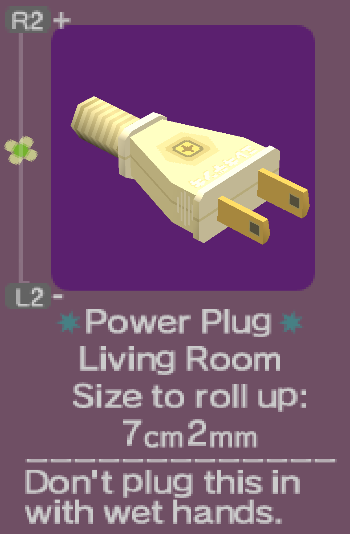 R2 +
L2 -
Power Plug
Living Room
Size to roll up:
7cm2mm
Don't plug this in
with wet hands.